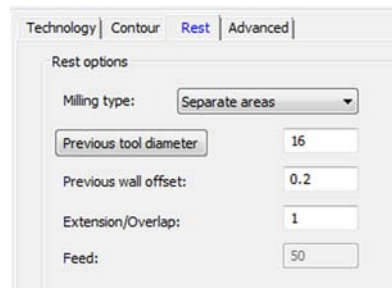 Technology Contour Rest Advanced
Rest options
Milling type: Separate areas
Previous tool diameter 16
Previous wall offset: 0.2
Extension/Overlap: 1
Feed: 50